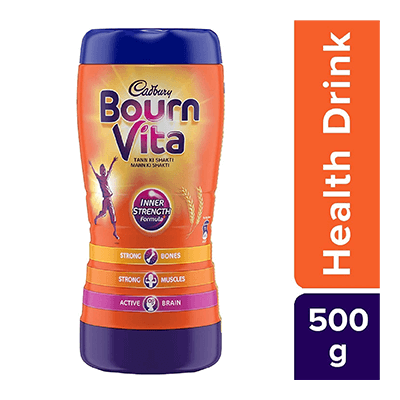 Cadbury
Bourn
Vita
TANN KI SHAKTI
MANN KI SHAKTI
INNER
STRENGTH
Formula
STRONG BONES
STRONG MUSCLES
ACTIVE BRAIN
Health Drink
500
g